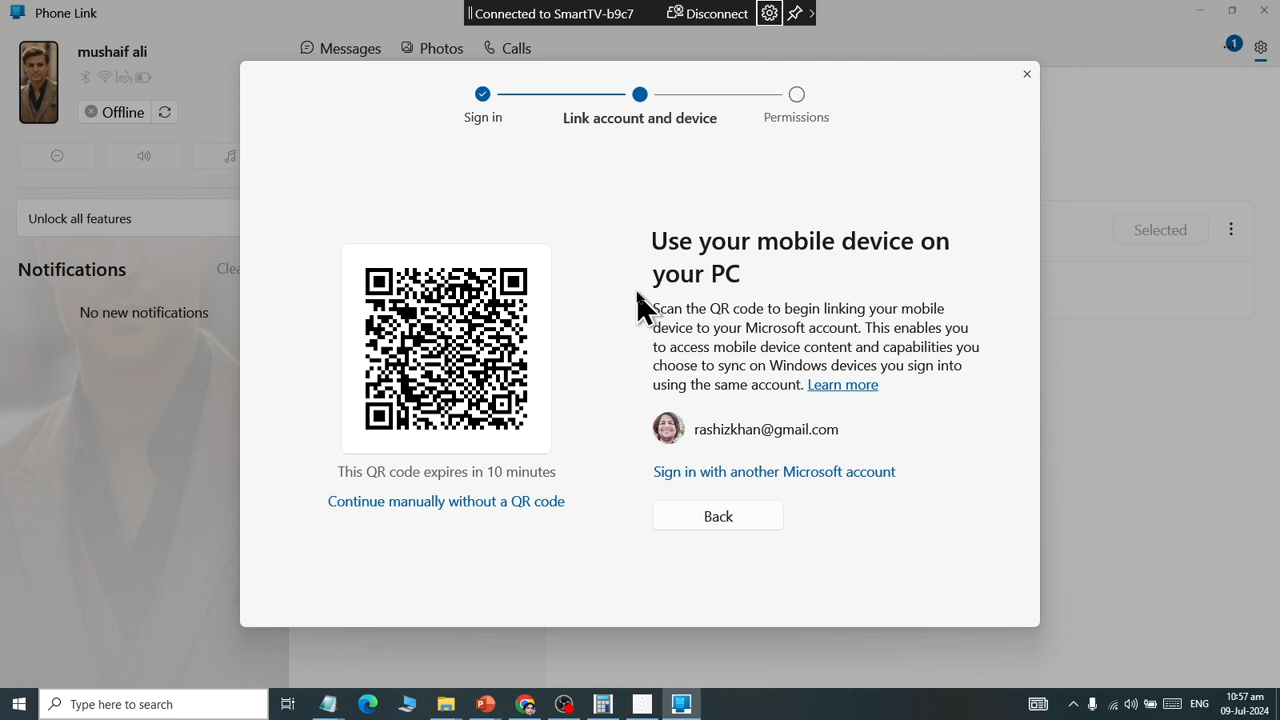 Phone Link
Connected to SmartTV-b9c7 Disconnect
mushaif ali
Messages Photos Calls
1
Offline
Sign in
Link account and device
Permissions
Unlock all features
Selected
Notifications
Clea
No new notifications
Use your mobile device on
your PC
Scan the QR code to begin linking your mobile
device to your Microsoft account. This enables you
to access mobile device content and capabilities you
choose to sync on Windows devices you sign into
using the same account. Learn more
rashizkhan@gmail.com
This QR code expires in 10 minutes
Sign in with another Microsoft account
Continue manually without a QR code
Back
Type here to search
ENG
10:57 am
09-Jul-2024